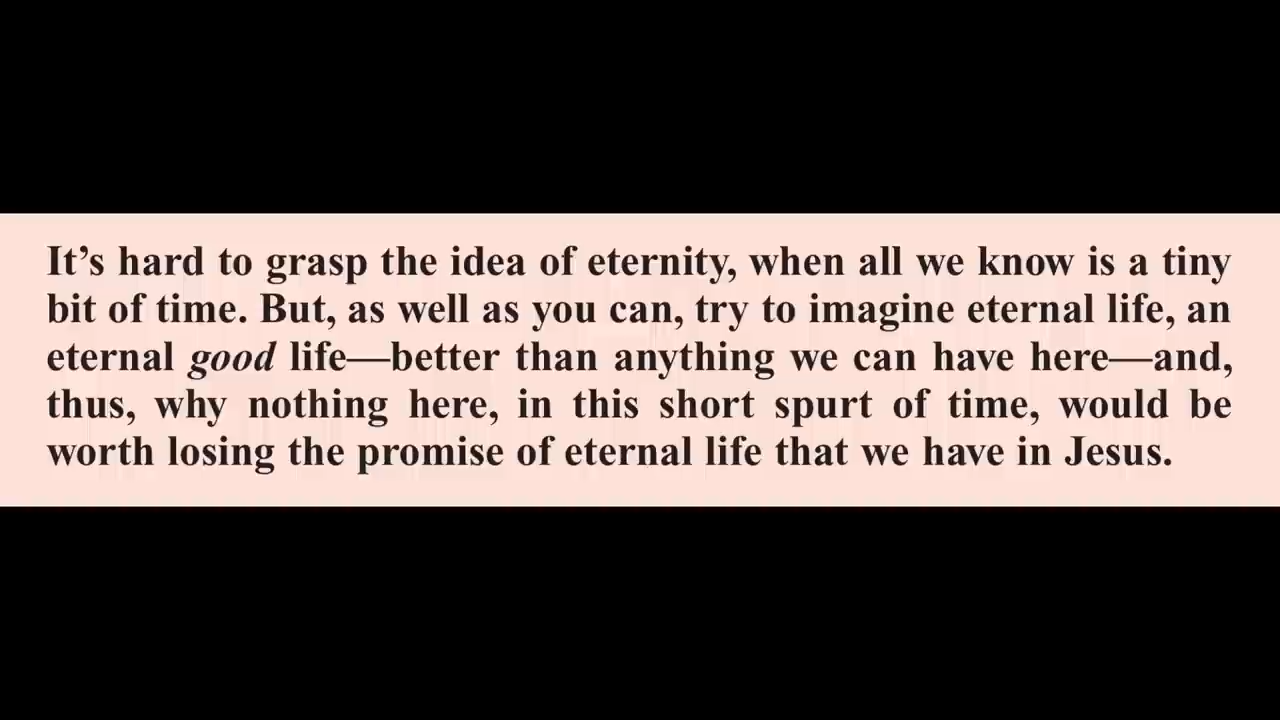 It’s hard to grasp the idea of eternity, when all we know is a tiny
bit of time. But, as well as you can, try to imagine eternal life, an
eternal good life—better than anything we can have here—and,
thus, why nothing here, in this short spurt of time, would be
worth losing the promise of eternal life that we have in Jesus.